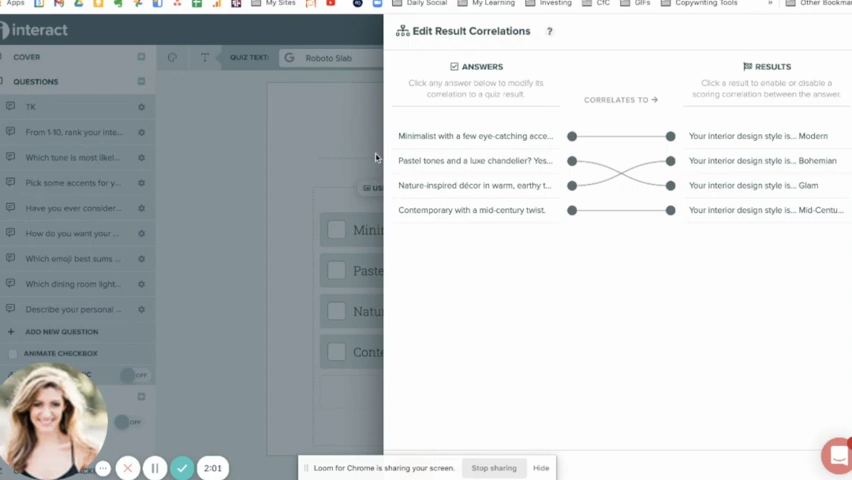 Apps
My Sites
Daily Social
My Learning
Investing
CfC
GIFs
Copywriting Tools
»
Other Bookmar
interact
COVER
QUESTIONS
TK
From 1-10, rank your inte...
Which tune is most likel...
Pick some accents for y...
Have you ever consider...
How do you want your ...
Which emoji best sums ...
Which dining room light...
Describe your personal ...
ADD NEW QUESTION
ANIMATE CHECKBOX
OFF
OFF
QUIZ TEXT:
Roboto Slab
Mini
Paste
Natu
Conte
Edit Result Correlations
?
ANSWERS
Click any answer below to modify its
correlation to a quiz result.
CORRELATES TO →
RESULTS
Click a result to enable or disable a
scoring correlation between the answer.
Minimalist with a few eye-catching acce...
Your interior design style is... Modern
Pastel tones and a luxe chandelier? Yes...
Your interior design style is... Bohemian
Nature-inspired décor in warm, earthy t...
Your interior design style is... Glam
Contemporary with a mid-century twist.
Your interior design style is... Mid-Centu...
2:01
Loom for Chrome is sharing your screen.
Stop sharing
Hide